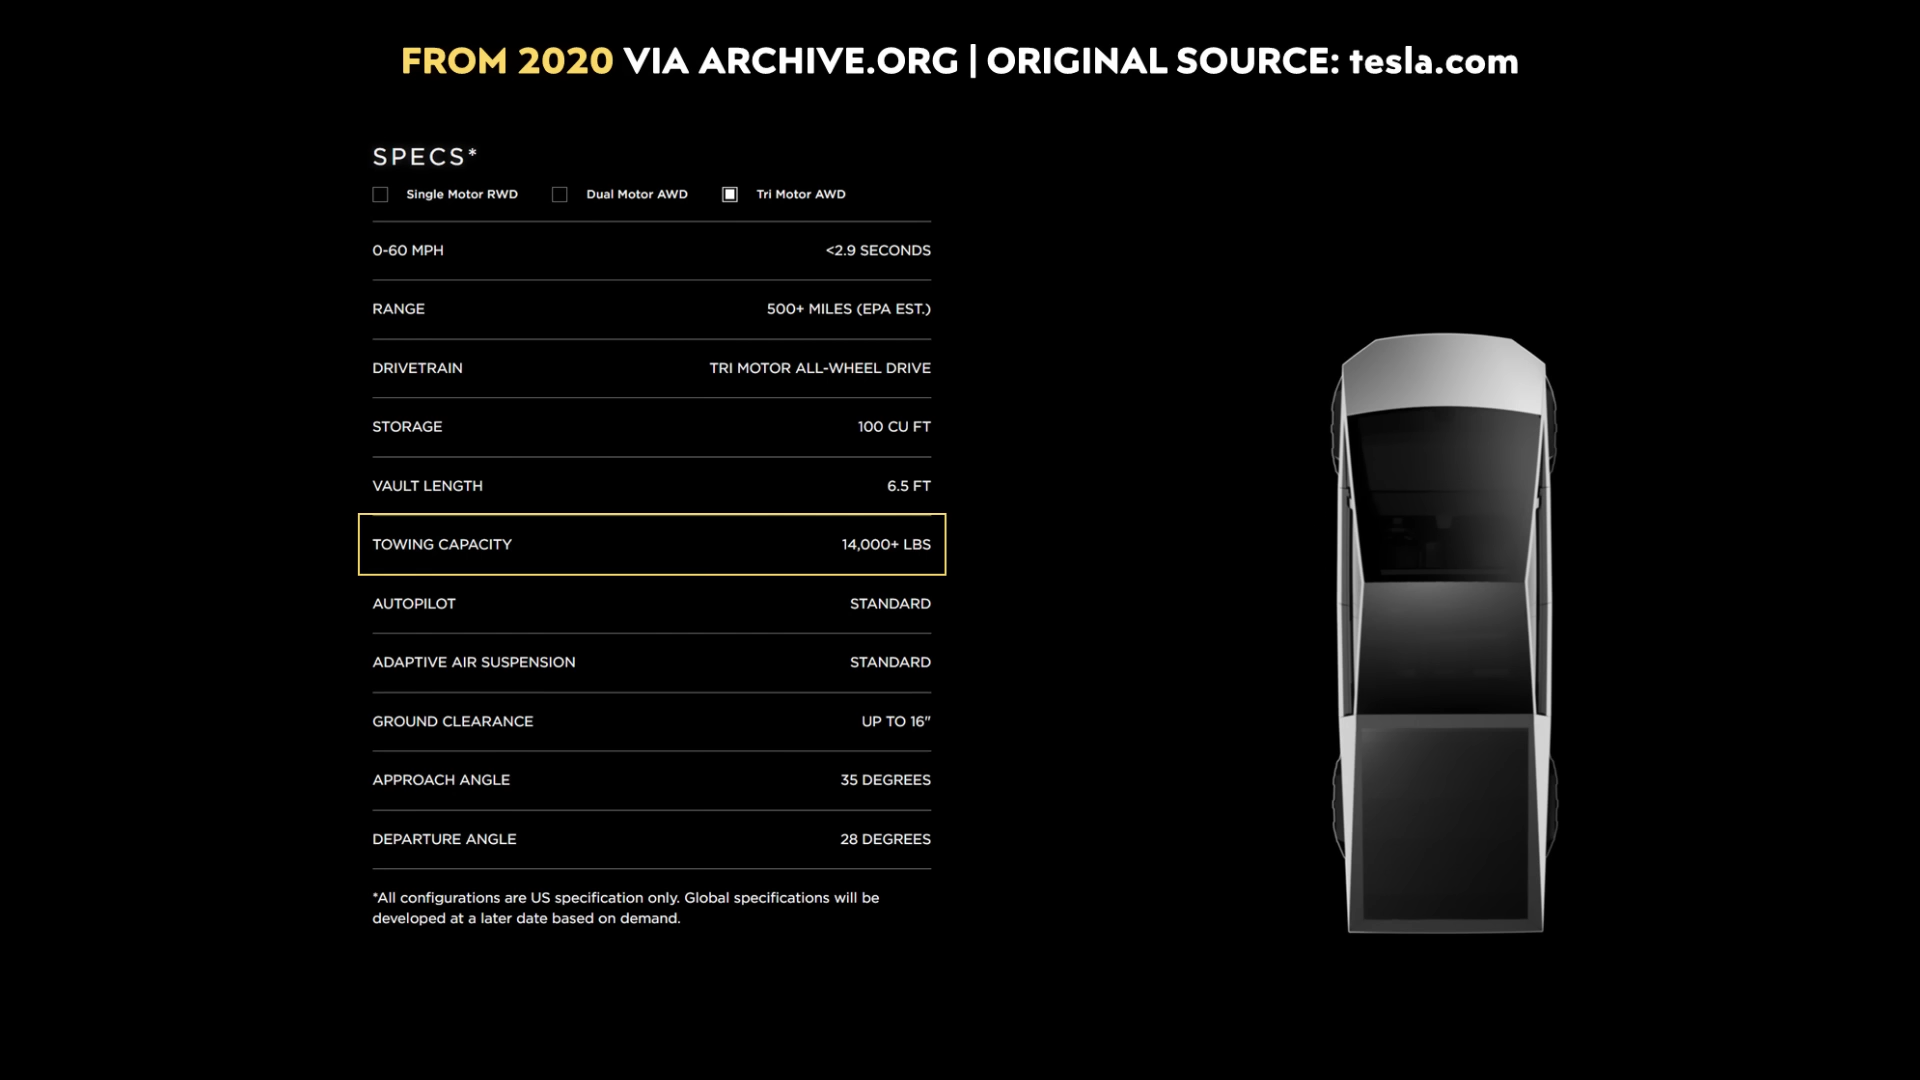 FROM 2020 VIA ARCHIVE.ORG | ORIGINAL SOURCE: tesla.com
SPECS*
Single Motor RWD Dual Motor AWD Tri Motor AWD
0-60 MPH <2.9 SECONDS
RANGE 500+ MILES (EPA EST.)
DRIVETRAIN TRI MOTOR ALL-WHEEL DRIVE
STORAGE 100 CU FT
VAULT LENGTH 6.5 FT
TOWING CAPACITY 14,000+ LBS
AUTOPILOT STANDARD
ADAPTIVE AIR SUSPENSION STANDARD
GROUND CLEARANCE UP TO 16"
APPROACH ANGLE 35 DEGREES
DEPARTURE ANGLE 28 DEGREES
*All configurations are US specification only. Global specifications will be
developed at a later date based on demand.